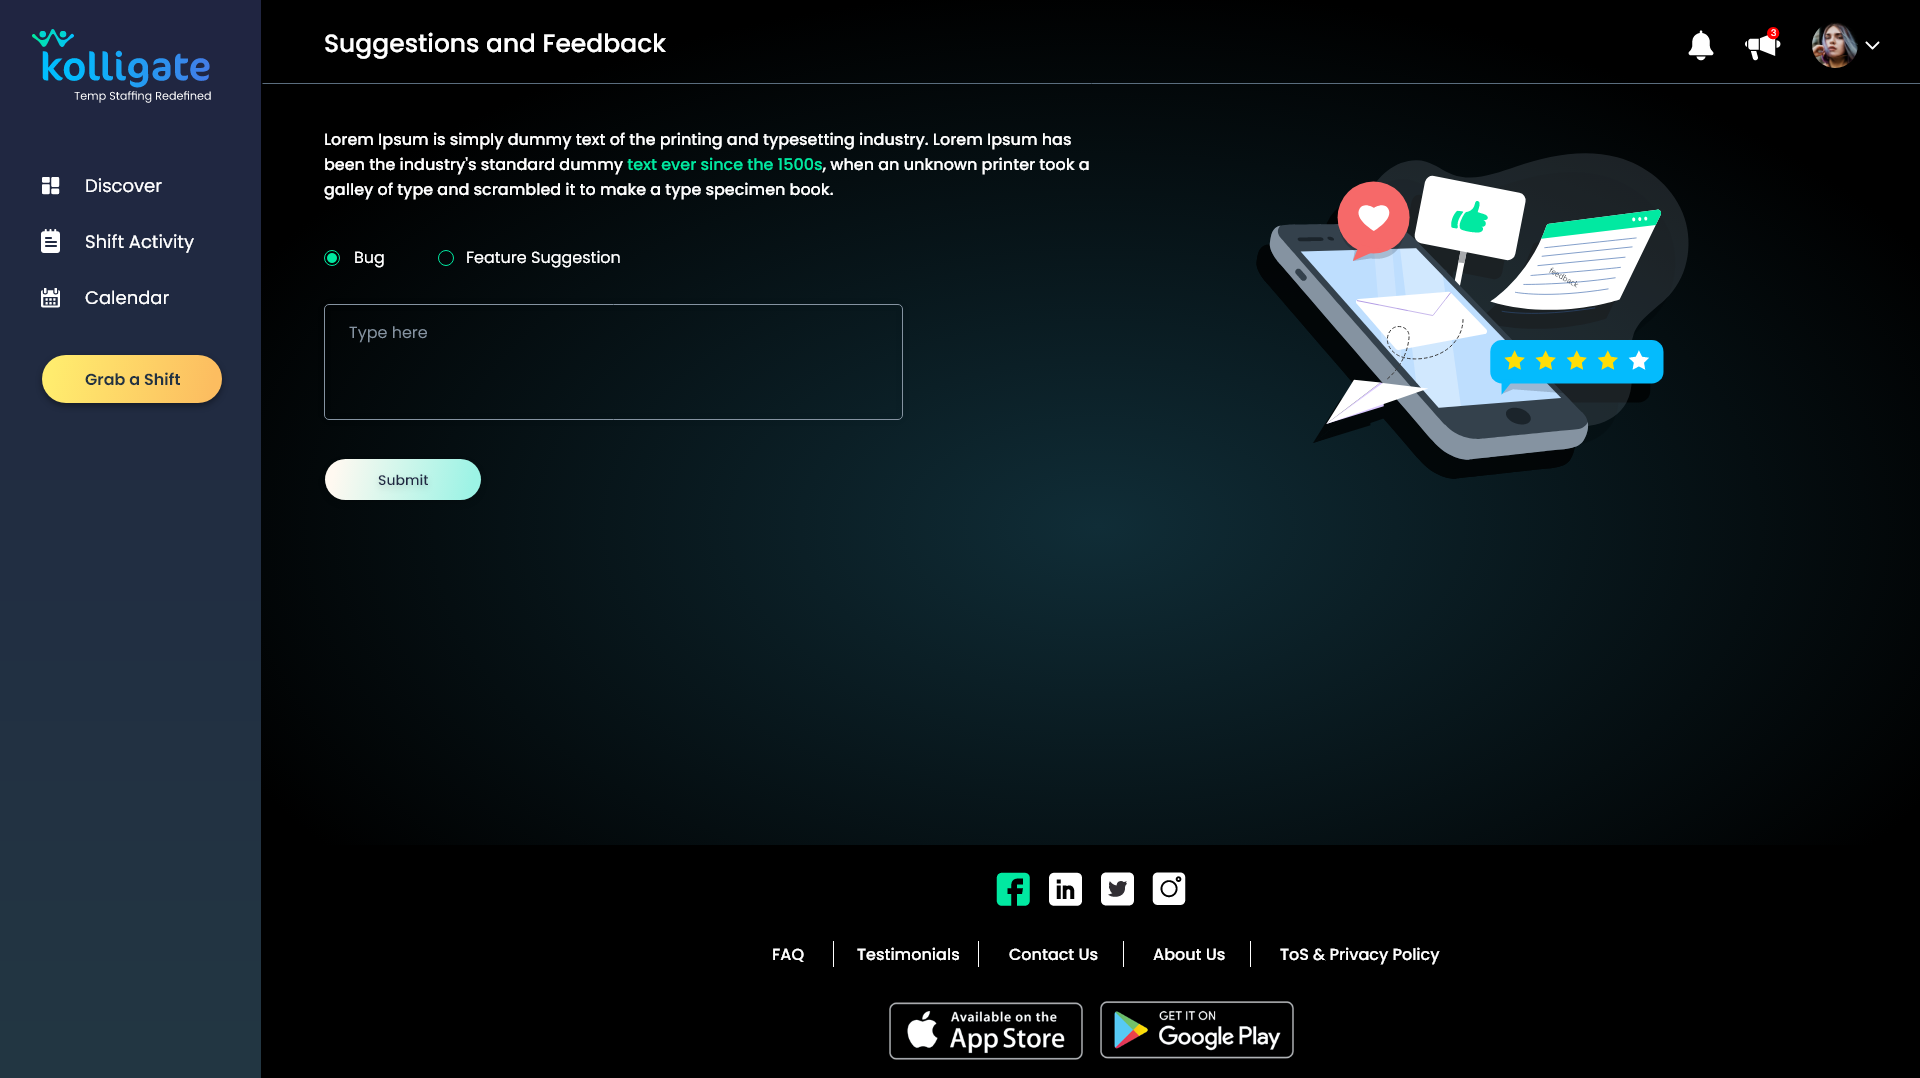 kolligate
Temp Staffing Redefined
Discover
Shift Activity
Calendar
Grab a Shift
Suggestions and Feedback
3
Lorem Ipsum is simply dummy text of the printing and typesetting industry. Lorem Ipsum has
been the industry's standard dummy text ever since the 1500s, when an unknown printer took a
galley of type and scrambled it to make a type specimen book.
Bug
Feature Suggestion
Type here
Submit
feedback
in
FAQ
Testimonials
Contact Us
About Us
ToS & Privacy Policy
Available on the
App Store
GET IT ON
Google Play